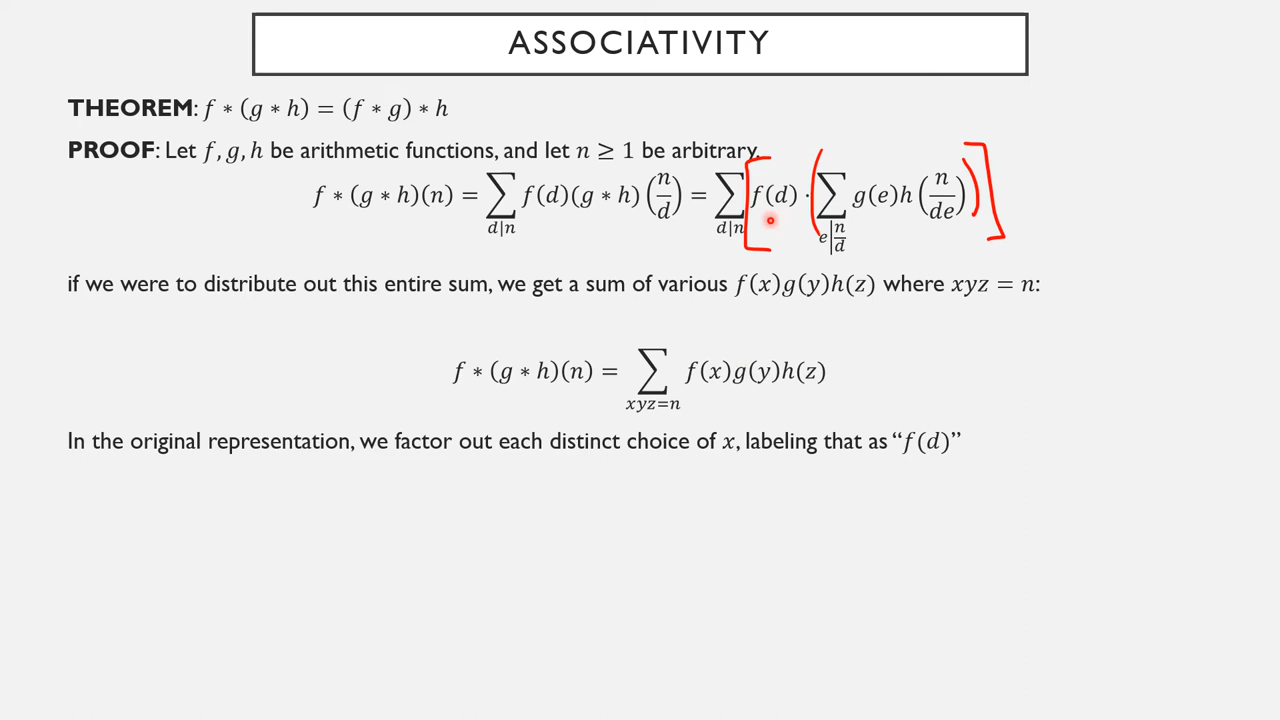 ASSOCIATIVITY
THEOREM: f ∗ (g ∗ h) = (f ∗ g) ∗ h
PROOF: Let f, g, h be arithmetic functions, and let n ≥ 1 be arbitrary.
f ∗ (g ∗ h)(n) = ∑_{d|n} f(d)(g ∗ h)(n/d) = ∑_{d|n} [f(d) · (∑_{e|n/d} g(e)h(n/de))]
if we were to distribute out this entire sum, we get a sum of various f(x)g(y)h(z) where xyz = n:
f ∗ (g ∗ h)(n) = ∑_{xyz=n} f(x)g(y)h(z)
In the original representation, we factor out each distinct choice of x, labeling that as “f(d)”